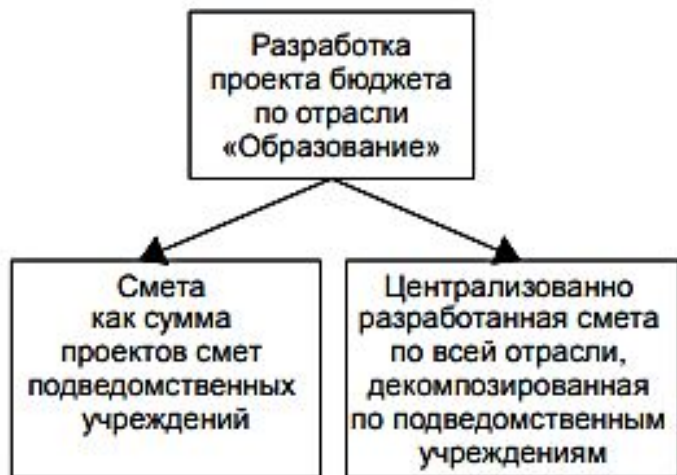 Разработка
проекта бюджета
по отрасли
«Образование»
Смета
как сумма
проектов смет
подведомственных
учреждений
Централизованно
разработанная смета
по всей отрасли,
декомпозированная
по подведомственным
учреждениям